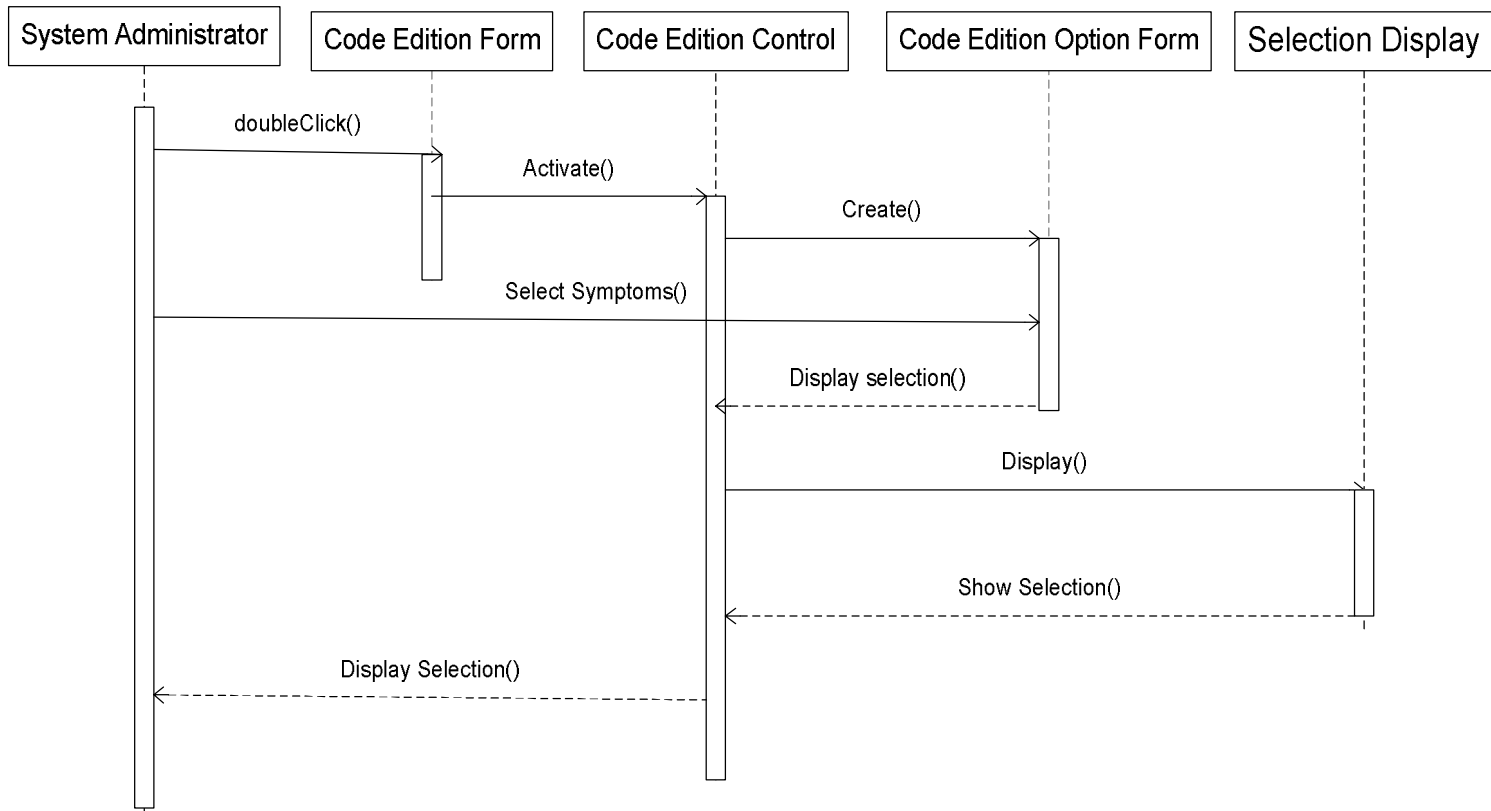 System Administrator
Code Edition Form
Code Edition Control
Code Edition Option Form
Selection Display
doubleClick()
Activate()
Create()
Select Symptoms()
Display selection()
Display()
Show Selection()
Display Selection()